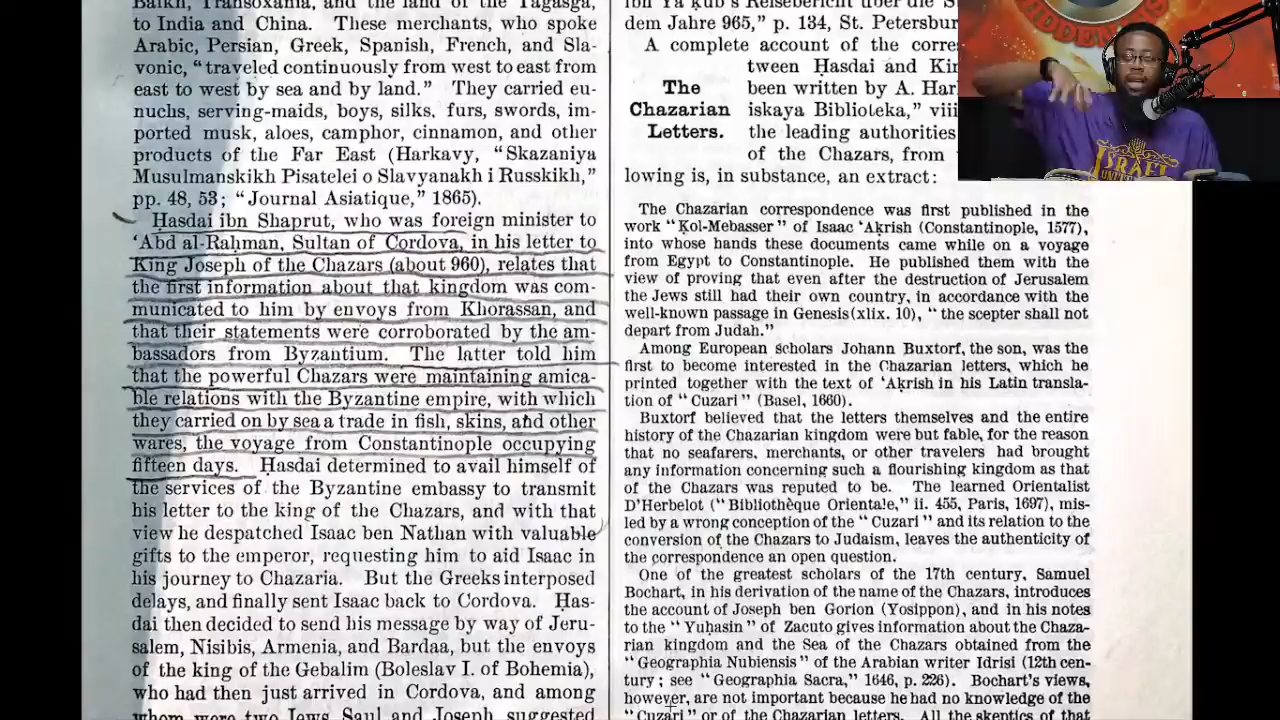 Balkh, Transoxania, and the land of the Tagasga,
to India and China. These merchants, who spoke
Arabic, Persian, Greek, Spanish, French, and Sla-
vonic, “traveled continuously from west to east from
east to west by sea and by land.” They carried eu-
nuchs, serving-maids, boys, silks, furs, swords, im-
ported musk, aloes, camphor, cinnamon, and other
products of the Far East (Harkavy, “Skazaniya
Musulmanskikh Pisatelei o Slavyanakh i Russkikh,”
pp. 48, 53; “Journal Asiatique,” 1865).
Ḥasdai ibn Shaprut, who was foreign minister to
‘Abd al-Raḥman, Sultan of Cordova, in his letter to
King Joseph of the Chazars (about 960), relates that
the first information about that kingdom was com-
municated to him by envoys from Khorassan, and
that their statements were corroborated by the am-
bassadors from Byzantium. The latter told him
that the powerful Chazars were maintaining amica-
ble relations with the Byzantine empire, with which
they carried on by sea a trade in fish, skins, and other
wares, the voyage from Constantinople occupying
fifteen days. Ḥasdai determined to avail himself of
the services of the Byzantine embassy to transmit
his letter to the king of the Chazars, and with that
view he despatched Isaac ben Nathan with valuable
gifts to the emperor, requesting him to aid Isaac in
his journey to Chazaria. But the Greeks interposed
delays, and finally sent Isaac back to Cordova. Ḥas-
dai then decided to send his message by way of Jeru-
salem, Nisibis, Armenia, and Bardaa, but the envoys
of the king of the Gebalim (Boleslav I. of Bohemia),
who had then just arrived in Cordova, and among
whom were two Jews, Saul and Joseph, suggested
ibn Ya‘ḳub's Reisebericht über die S
dem Jahre 965,” p. 134, St. Petersbur
A complete account of the corre
tween Ḥasdai and Kin
The
Chazarian
Letters.
been written by A. Har
iskaya Biblioteka,” viii
the leading authorities
of the Chazars, from
lowing is, in substance, an extract:
The Chazarian correspondence was first published in the
work “Ḳol-Mebasser” of Isaac ‘Aḳrish (Constantinople, 1577),
into whose hands these documents came while on a voyage
from Egypt to Constantinople. He published them with the
view of proving that even after the destruction of Jerusalem
the Jews still had their own country, in accordance with the
well-known passage in Genesis (xlix. 10), “the scepter shall not
depart from Judah.”
Among European scholars Johann Buxtorf, the son, was the
first to become interested in the Chazarian letters, which he
printed together with the text of ‘Aḳrish in his Latin transla-
tion of “Cuzari” (Basel, 1660).
Buxtorf believed that the letters themselves and the entire
history of the Chazarian kingdom were but fable, for the reason
that no seafarers, merchants, or other travelers had brought
any information concerning such a flourishing kingdom as that
of the Chazars was reputed to be. The learned Orientalist
D'Herbelot (“Bibliothèque Orientale,” ii. 455, Paris, 1697), mis-
led by a wrong conception of the “Cuzari” and its relation to the
conversion of the Chazars to Judaism, leaves the authenticity of
the correspondence an open question.
One of the greatest scholars of the 17th century, Samuel
Bochart, in his derivation of the name of the Chazars, introduces
the account of Joseph ben Gorion (Yosippon), and in his notes
to the “Yuḥasin” of Zacuto gives information about the Chaza-
rian kingdom and the Sea of the Chazars obtained from the
“Geographia Nubiensis” of the Arabian writer Idrisi (12th cen-
tury; see “Geographia Sacra,” 1646, p. 226). Bochart's views,
however, are not important because he had no knowledge of the
“Cuzari” or of the Chazarian letters. All the skeptics of that
ISRAEL
UNITE